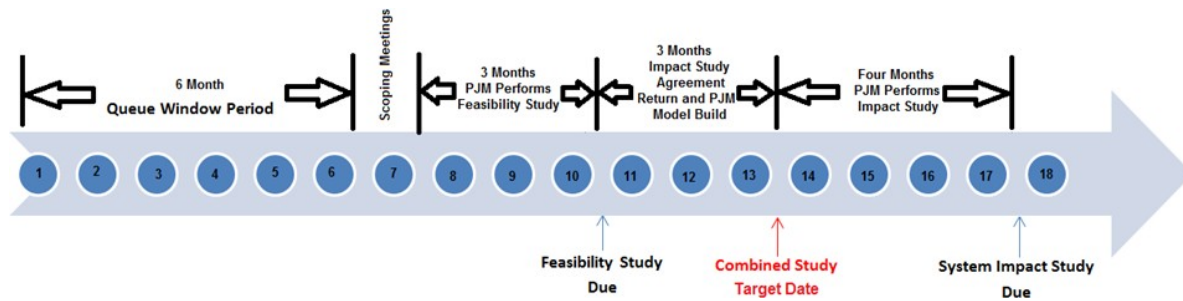 6 Month
Queue Window Period
Scoping Meetings
3 Months
PJM Performs
Feasibility Study
3 Months
Impact Study
Agreement
Return and PJM
Model Build
Four Months
PJM Performs
Impact Study
1 2 3 4 5 6 7 8 9 10 11 12 13 14 15 16 17 18
Feasibility Study
Due
Combined Study
Target Date
System Impact Study
Due